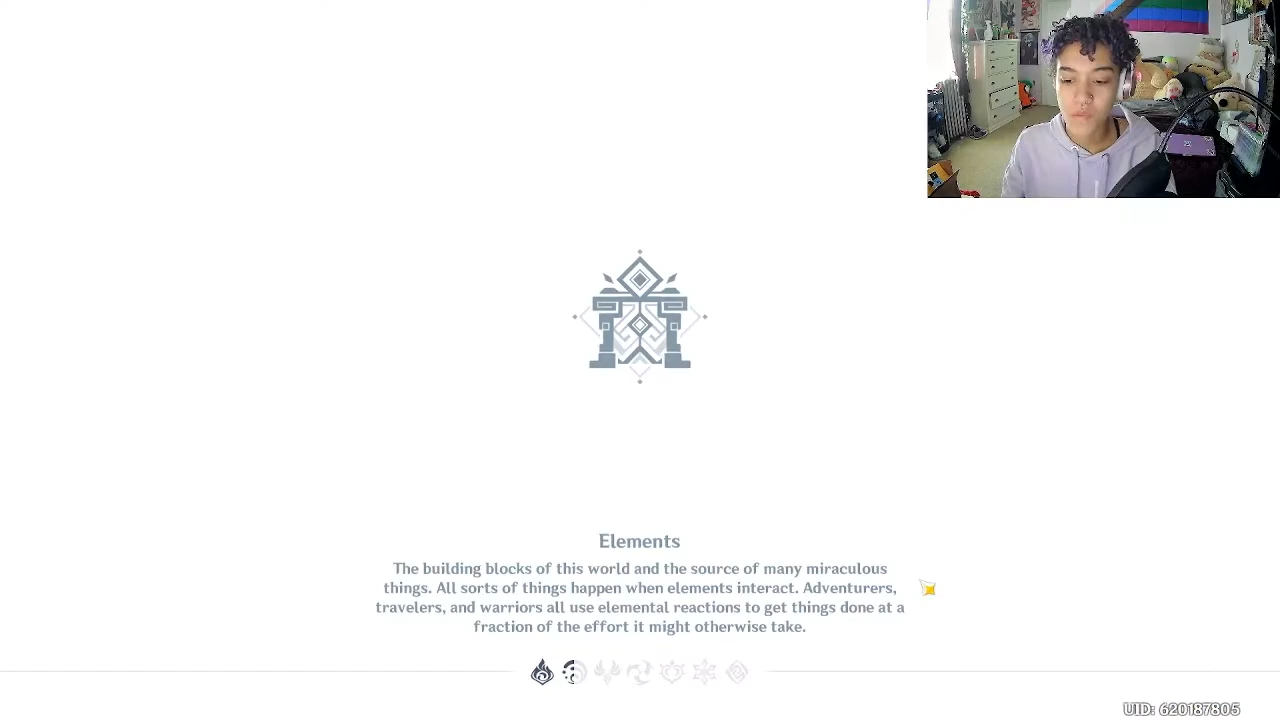 Elements
The building blocks of this world and the source of many miraculous
things. All sorts of things happen when elements interact. Adventurers,
travelers, and warriors all use elemental reactions to get things done at a
fraction of the effort it might otherwise take.
UID: 620187805